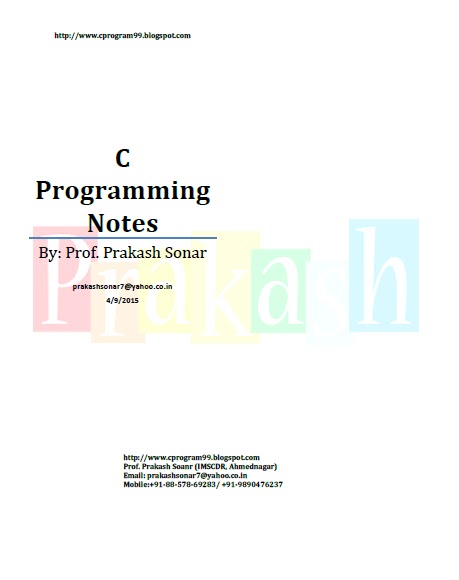 http://www.cprogram99.blogspot.com
C
Programming
Notes
By: Prof. Prakash Sonar
prakashsonar7@yahoo.co.in
4/9/2015
Prakash
http://www.cprogram99.blogspot.com
Prof. Prakash Soanr (IMSCDR, Ahmednagar)
Email: prakashsonar7@yahoo.co.in
Mobile:+91-88-578-69283/ +91-9890476237